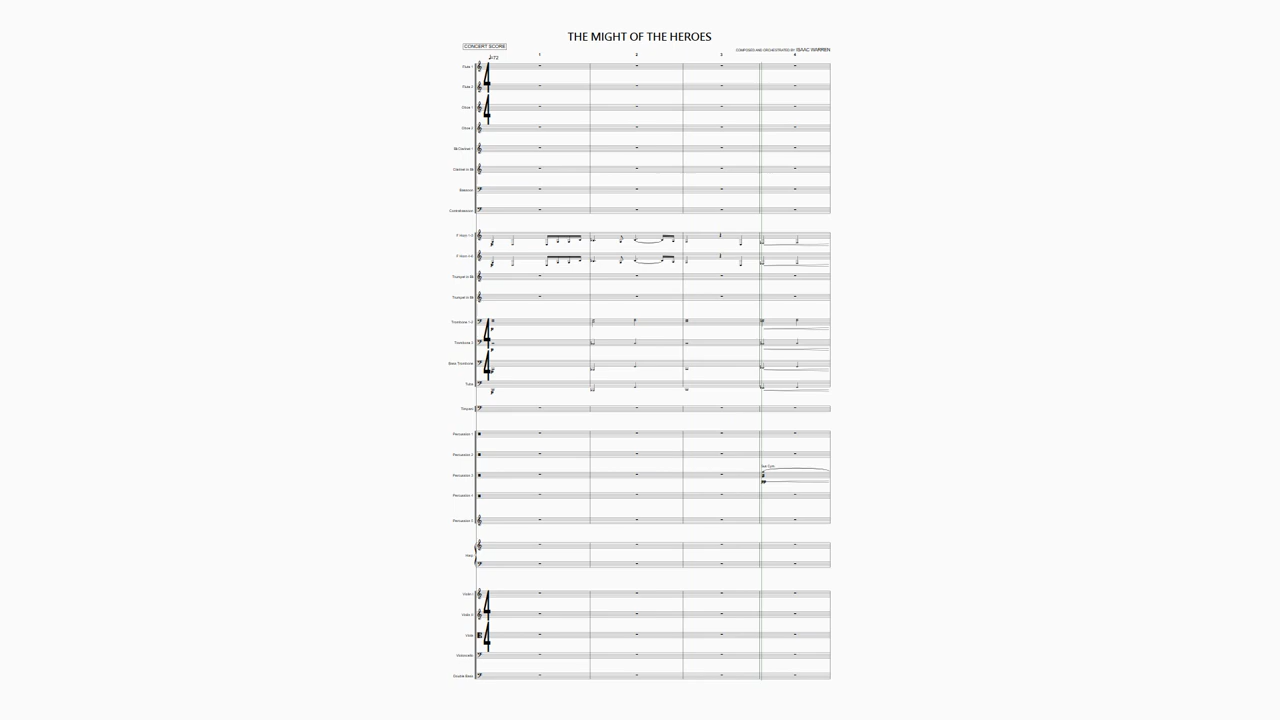 THE MIGHT OF THE HEROES
CONCERT SCORE
COMPOSED AND ORCHESTRATED BY ISAAC WARREN
1 2 3 4
♩=72
Flute 1
Flute 2
Oboe 1
Oboe 2
Bb Clarinet 1
Clarinet in Bb
Bassoon
Contrabassoon
F Horn 1-3
Trumpet in Bb
Trumpet in Bb
Trombone 1-2
Trombone 3
Bass Trombone
Tuba
Timpani
Percussion 1
Percussion 2
Percussion 3
Sus Cym.
Percussion 4
Percussion 5
Harp
Violin I
Violin II
Viola
Violoncello
Double Bass